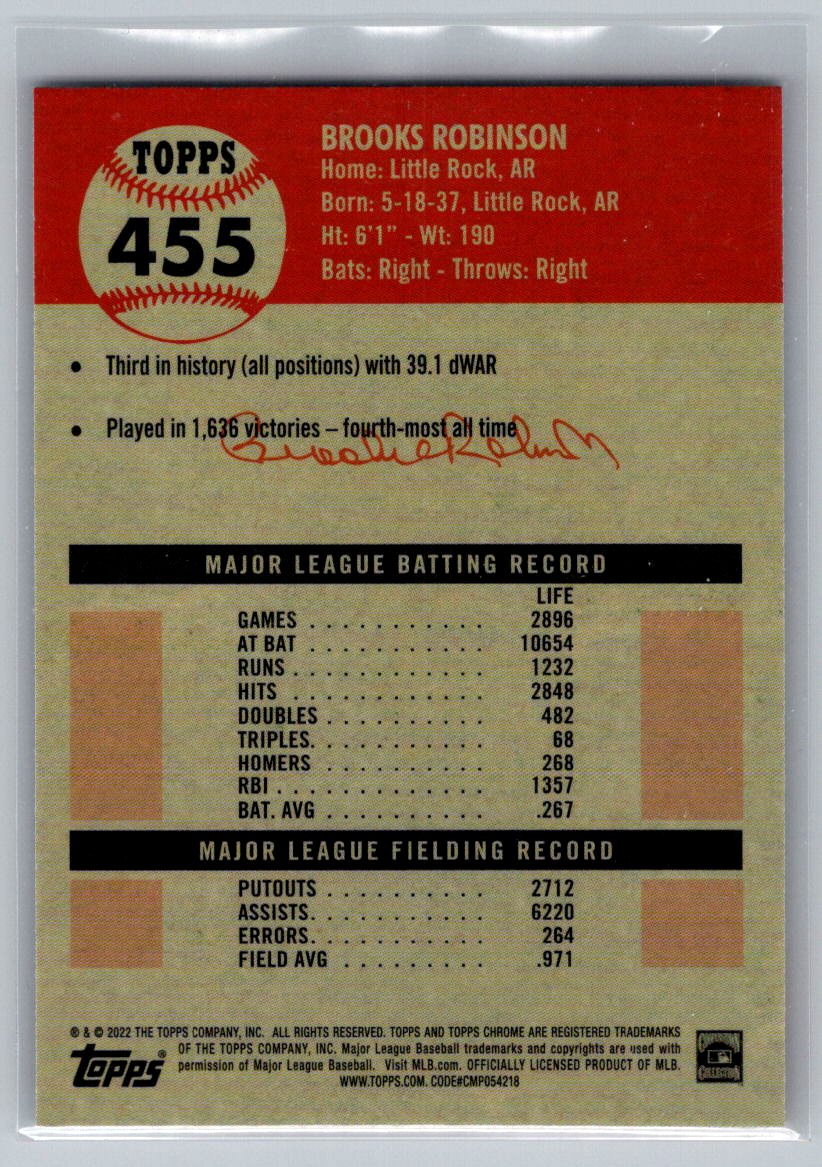 TOPPS
455
BROOKS ROBINSON
Home: Little Rock, AR
Born: 5-18-37, Little Rock, AR
Ht: 6'1" - Wt: 190
Bats: Right - Throws: Right
• Third in history (all positions) with 39.1 dWAR
• Played in 1,636 victories – fourth-most all time
Brooks Robinson
MAJOR LEAGUE BATTING RECORD
LIFE
GAMES . . . . . . . . . . . 2896
AT BAT . . . . . . . . . . . 10654
RUNS . . . . . . . . . . . . 1232
HITS . . . . . . . . . . . . 2848
DOUBLES . . . . . . . . . . 482
TRIPLES. . . . . . . . . . . 68
HOMERS . . . . . . . . . . 268
RBI . . . . . . . . . . . . . 1357
BAT. AVG . . . . . . . . . . .267
MAJOR LEAGUE FIELDING RECORD
PUTOUTS . . . . . . . . . . 2712
ASSISTS. . . . . . . . . . . 6220
ERRORS. . . . . . . . . . . 264
FIELD AVG . . . . . . . . . .971
® & © 2022 THE TOPPS COMPANY, INC. ALL RIGHTS RESERVED. TOPPS AND TOPPS CHROME ARE REGISTERED TRADEMARKS
OF THE TOPPS COMPANY, INC. Major League Baseball trademarks and copyrights are used with
permission of Major League Baseball. Visit MLB.com. OFFICIALLY LICENSED PRODUCT OF MLB.
WWW.TOPPS.COM. CODE#CMP054218
topps®
COOPERSTOWN
COLLECTION